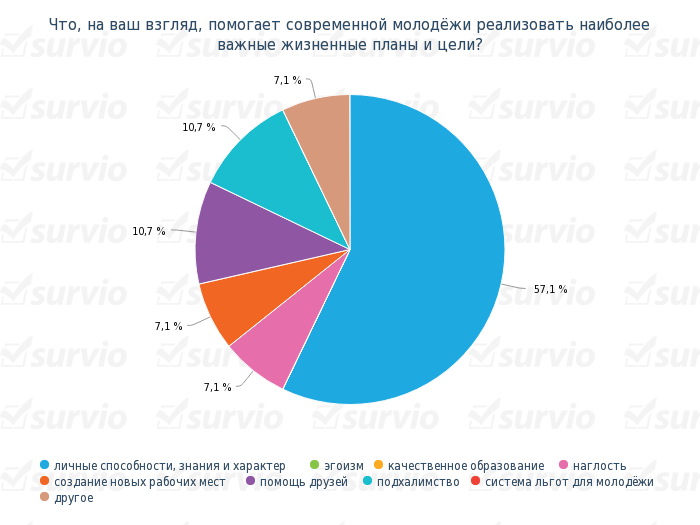 Что, на ваш взгляд, помогает современной молодёжи реализовать наиболее
важные жизненные планы и цели?
7,1 %
10,7 %
10,7 %
57,1 %
7,1 %
7,1 %
личные способности, знания и характер эгоизм качественное образование наглость
создание новых рабочих мест помощь друзей подхалимство система льгот для молодёжи
другое
survio